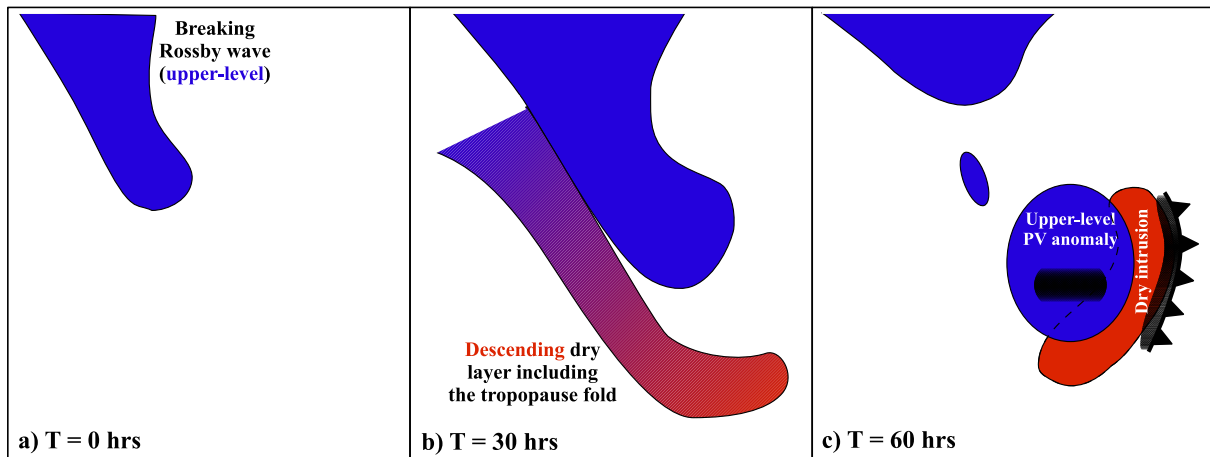 Breaking
Rossby wave
(upper-level)
a) T = 0 hrs
Descending dry
layer including
the tropopause fold
b) T = 30 hrs
Upper-level
PV anomaly
Dry intrusion
c) T = 60 hrs